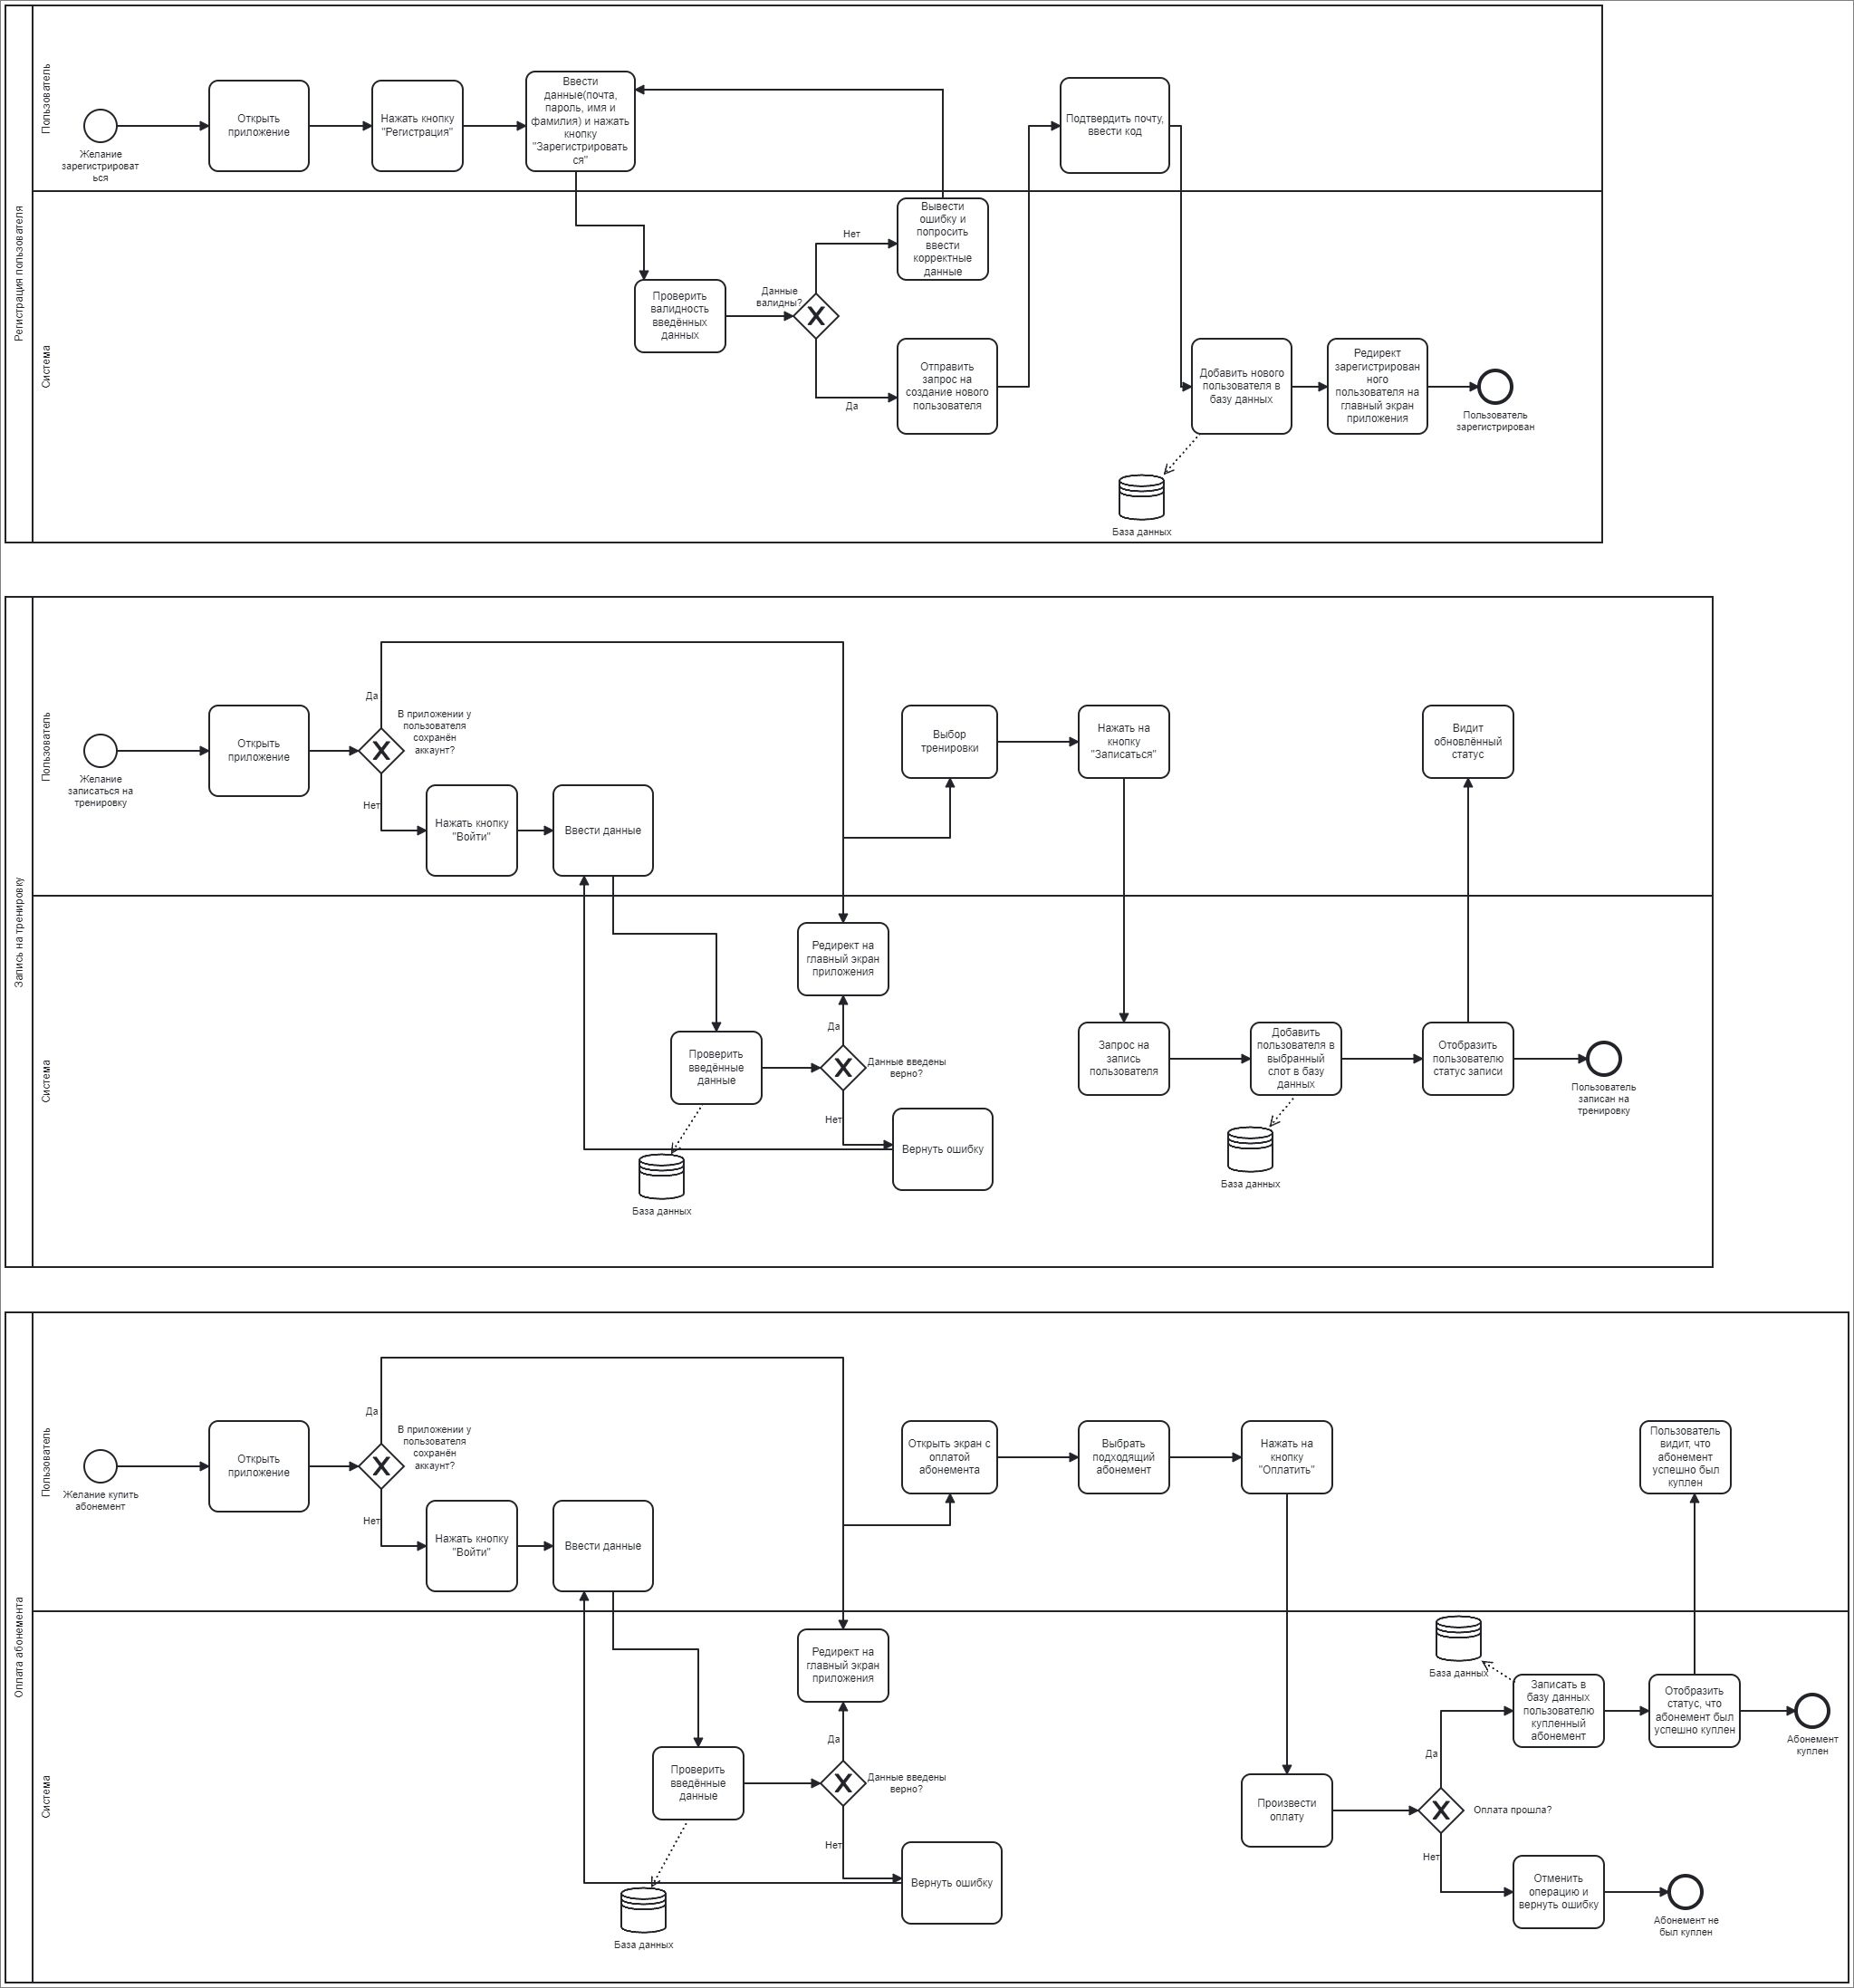 Регистрация пользователя
Пользователь
Желание
зарегистрироват
ься
Открыть
приложение
Нажать кнопку
"Регистрация"
Ввести
данные(почта,
пароль, имя и
фамилия) и нажать
кнопку
"Зарегистрировать
ся"
Подтвердить почту,
ввести код
Система
Проверить
валидность
введённых
данных
Данные
валидны?
Нет
Да
Вывести
ошибку и
попросить
ввести
корректные
данные
Отправить
запрос на
создание нового
пользователя
Добавить нового
пользователя в
базу данных
База данных
Редирект
зарегистрирован
ного
пользователя на
главный экран
приложения
Пользователь
зарегистрирован
Запись на тренировку
Пользователь
Желание
записаться на
тренировку
Открыть
приложение
Да
В приложении у
пользователя
сохранён
аккаунт?
Нет
Нажать кнопку
"Войти"
Ввести данные
Выбор
тренировки
Нажать на
кнопку
"Записаться"
Видит
обновлённый
статус
Система
Редирект на
главный экран
приложения
Проверить
введённые
данные
Да
Данные введены
верно?
Нет
Вернуть ошибку
База данных
Запрос на
запись
пользователя
Добавить
пользователя в
выбранный
слот в базу
данных
База данных
Отобразить
пользователю
статус записи
Пользователь
записан на
тренировку
Оплата абонемента
Пользователь
Желание купить
абонемент
Открыть
приложение
Да
В приложении у
пользователя
сохранён
аккаунт?
Нет
Нажать кнопку
"Войти"
Ввести данные
Открыть экран с
оплатой
абонемента
Выбрать
подходящий
абонемент
Нажать на
кнопку
"Оплатить"
Пользователь
видит, что
абонемент
успешно был
куплен
Система
Редирект на
главный экран
приложения
Проверить
введённые
данные
Да
Данные введены
верно?
Нет
Вернуть ошибку
База данных
Произвести
оплату
Оплата прошла?
Да
Нет
База данных
Записать в
базу данных
пользователю
купленный
абонемент
Отобразить
статус, что
абонемент был
успешно куплен
Абонемент
куплен
Отменить
операцию и
вернуть ошибку
Абонемент не
был куплен